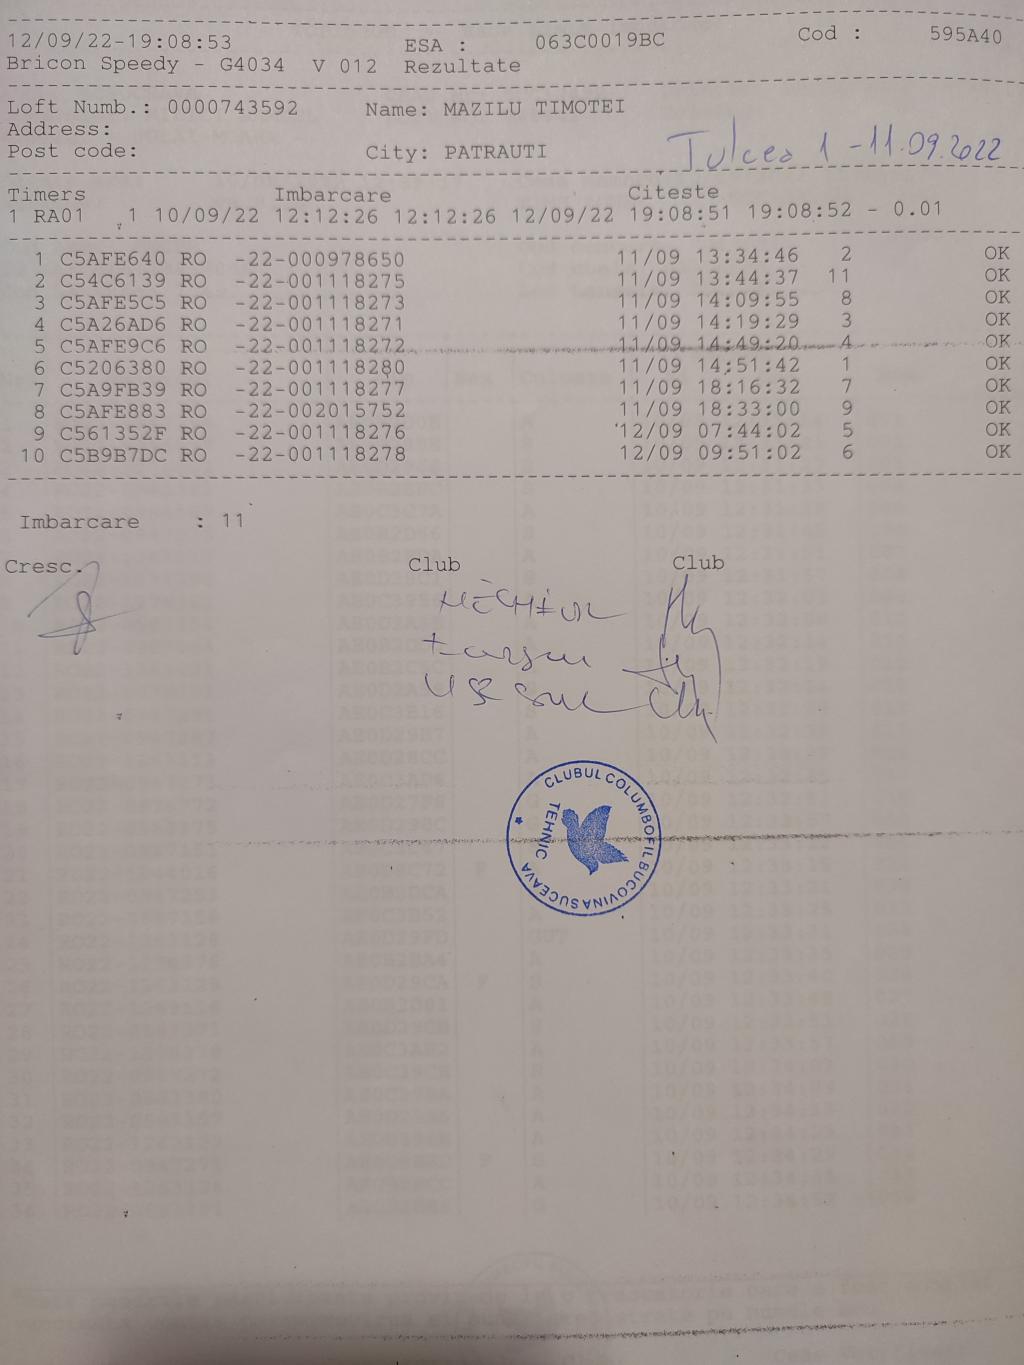 12/09/22-19:08:53 ESA : 063C0019BC Cod : 595A40
Bricon Speedy - G4034 V 012 Rezultate
Loft Numb.: 0000743592 Name: MAZILU TIMOTEI
Address:
Post code: City: PATRAUTI
Tulcea 1 - 11.09.2022
Timers Imbarcare Citeste
1 RA01 1 10/09/22 12:12:26 12:12:26 12/09/22 19:08:51 19:08:52 - 0.01
1 C5AFE640 RO -22-000978650 11/09 13:34:46 2 OK
2 C54C6139 RO -22-001118275 11/09 13:44:37 11 OK
3 C5AFE5C5 RO -22-001118273 11/09 14:09:55 8 OK
4 C5A26AD6 RO -22-001118271 11/09 14:19:29 3 OK
5 C5AFE9C6 RO -22-001118272 11/09 14:49:20 4 OK
6 C5206380 RO -22-001118280 11/09 14:51:42 1 OK
7 C5A9FB39 RO -22-001118277 11/09 18:16:32 7 OK
8 C5AFE883 RO -22-002015752 11/09 18:33:00 9 OK
9 C561352F RO -22-001118276 12/09 07:44:02 5 OK
10 C5B9B7DC RO -22-001118278 12/09 09:51:02 6 OK
Imbarcare : 11
Cresc. Club Club
CLUBUL COLUMBOFIL BUCOVINA SUCEAVA
TEHNIC